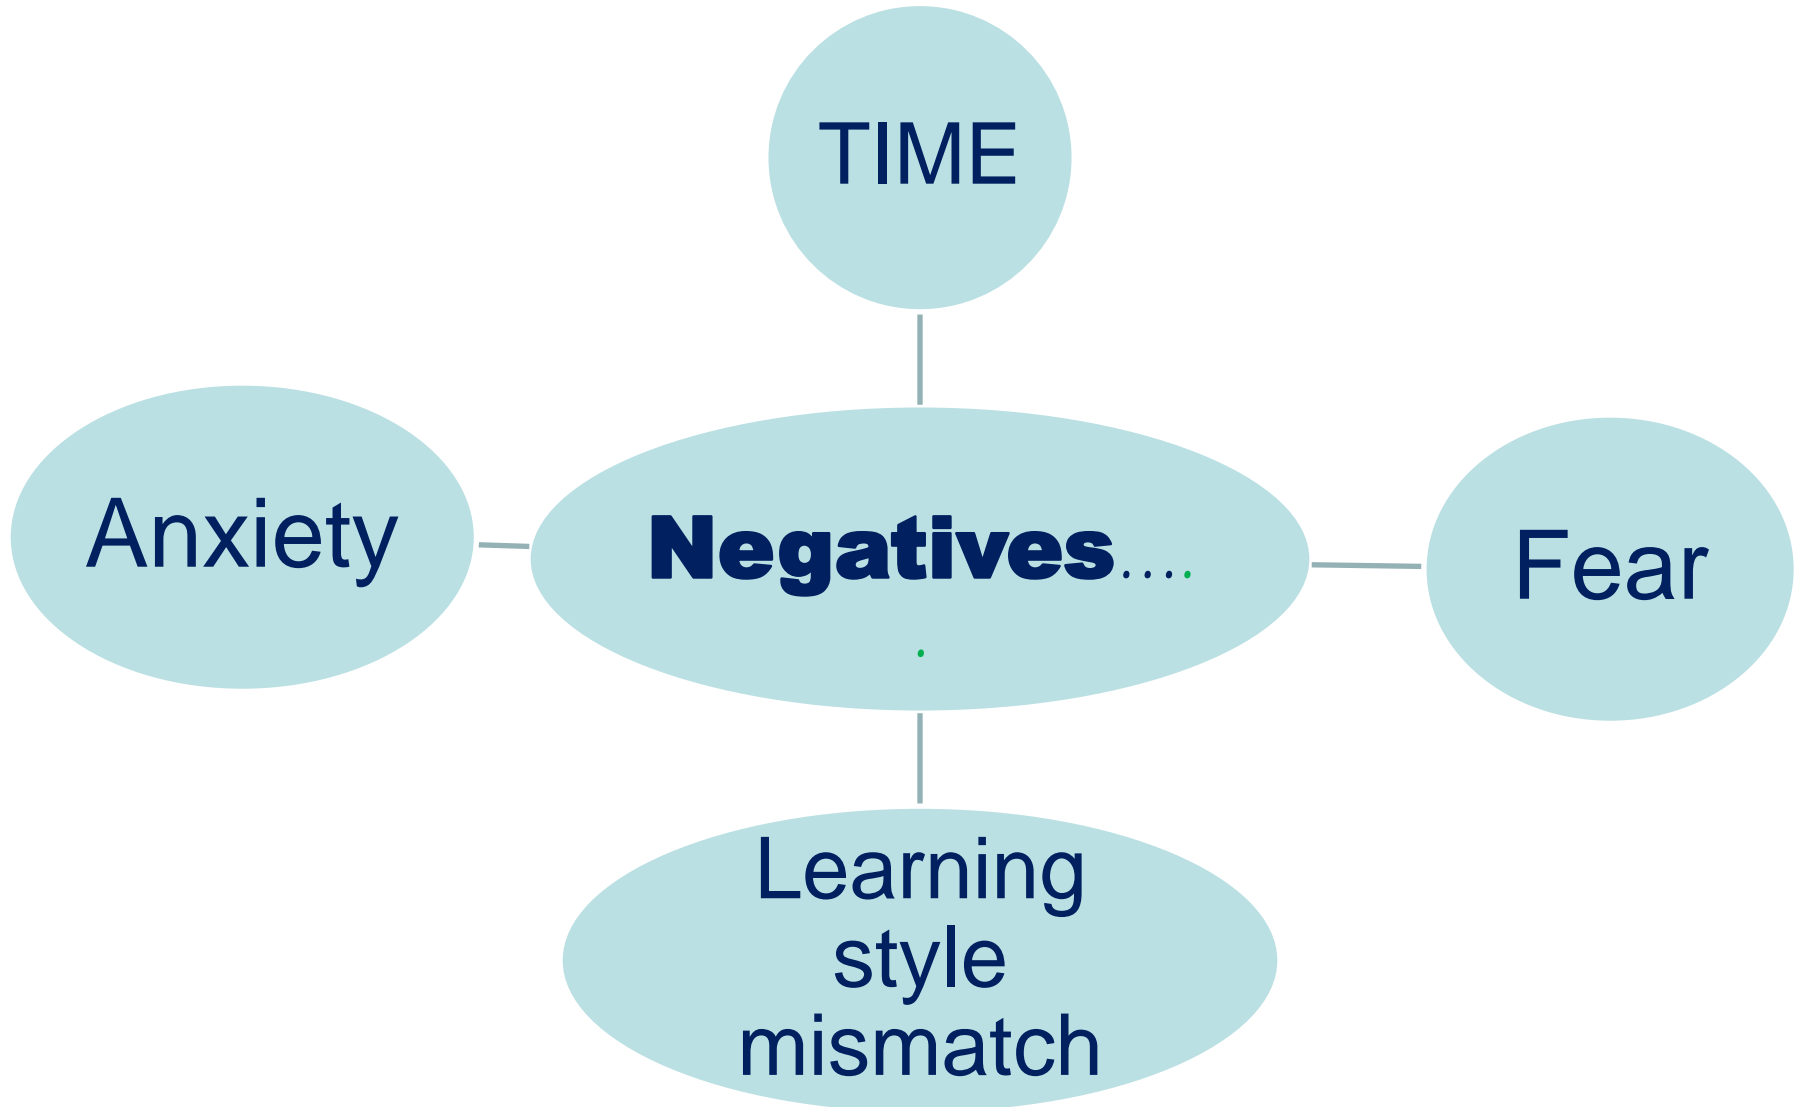 TIME
Anxiety
Negatives....
.
Fear
Learning
style
mismatch